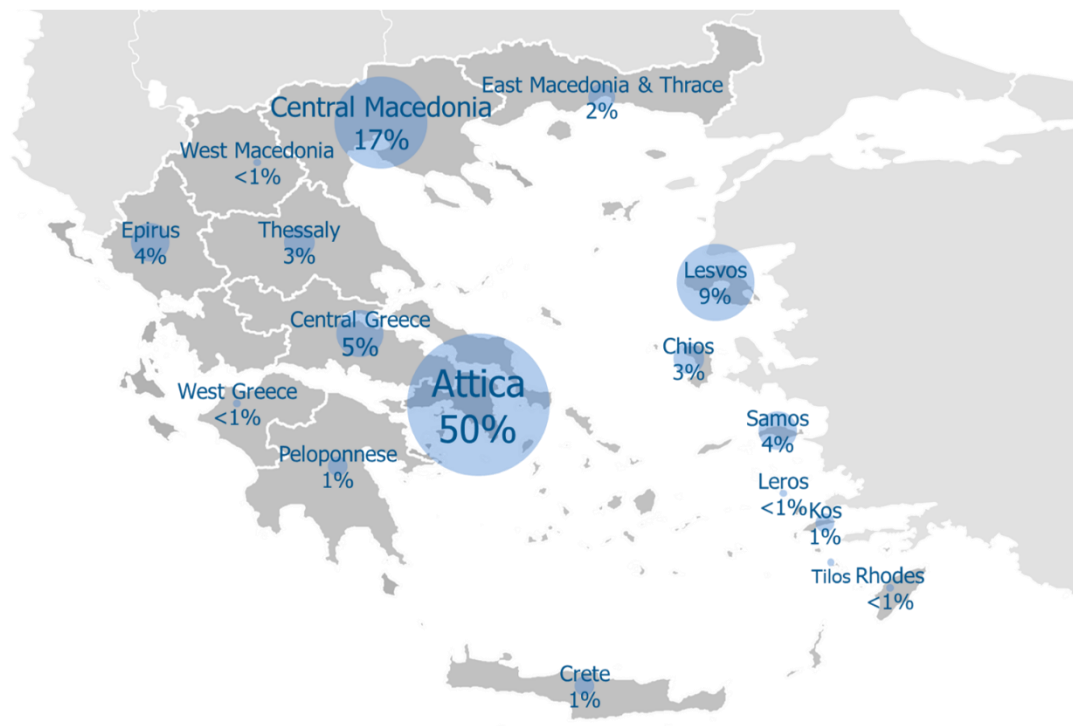 East Macedonia & Thrace
2%
Central Macedonia
17%
West Macedonia
<1%
Epirus
4%
Thessaly
3%
Lesvos
9%
Central Greece
5%
Chios
3%
Attica
50%
West Greece
<1%
Samos
4%
Peloponnese
1%
Leros
<1%
Kos
1%
Tilos
Rhodes
<1%
Crete
1%